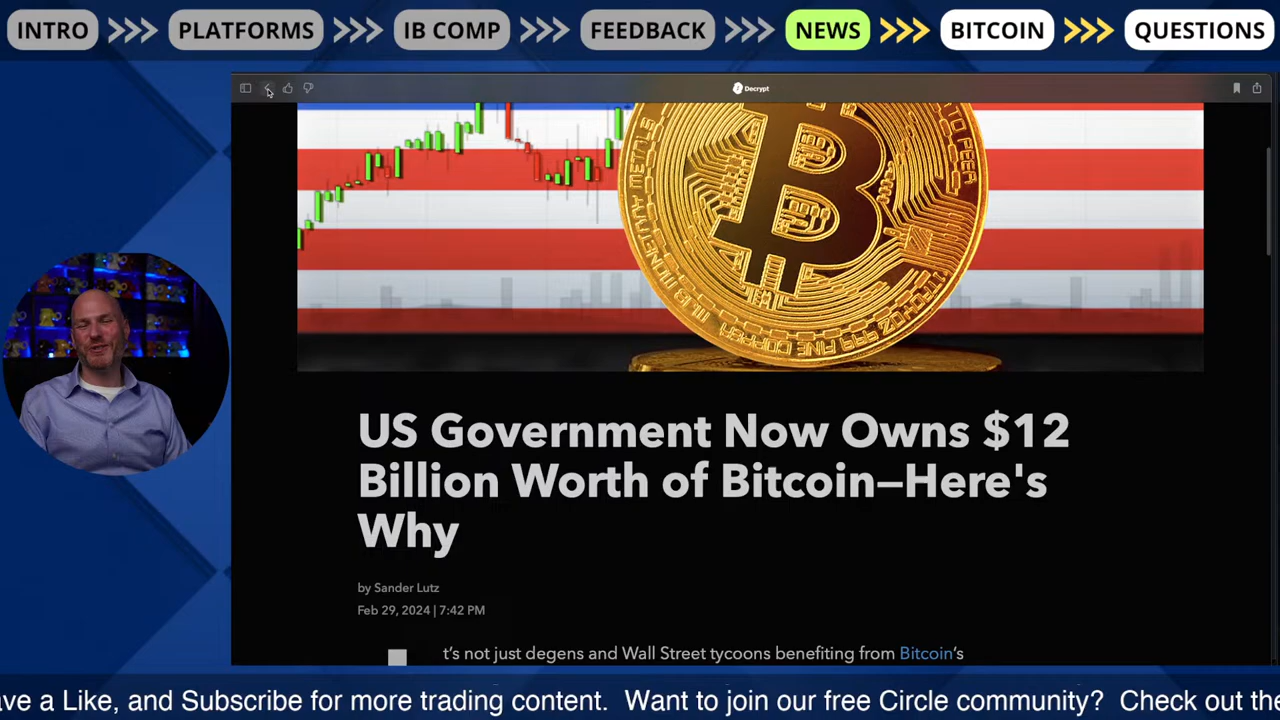 INTRO >>> PLATFORMS >>> IB COMP >>> FEEDBACK >>> NEWS >>> BITCOIN >>> QUESTIONS
Decrypt
US Government Now Owns $12
Billion Worth of Bitcoin—Here's
Why
by Sander Lutz
Feb 29, 2024 | 7:42 PM
t's not just degens and Wall Street tycoons benefiting from Bitcoin's
ve a Like, and Subscribe for more trading content. Want to join our free Circle community? Check out the